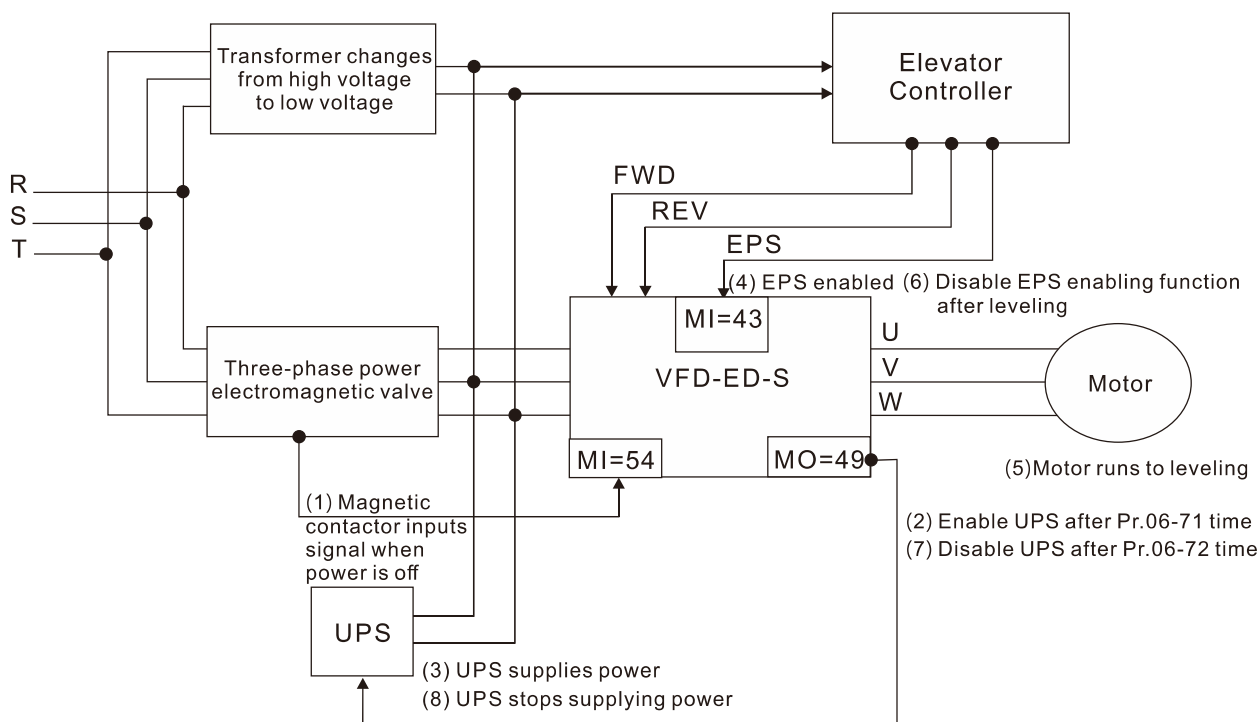 Transformer changes
from high voltage
to low voltage
Elevator
Controller
R
S
T
FWD
REV
EPS
(4) EPS enabled
(6) Disable EPS enabling function
after leveling
MI=43
VFD-ED-S
MI=54
MO=49
Three-phase power
electromagnetic valve
U
V
W
Motor
(5)Motor runs to leveling
(1) Magnetic
contactor inputs
signal when
power is off
(2) Enable UPS after Pr.06-71 time
(7) Disable UPS after Pr.06-72 time
UPS
(3) UPS supplies power
(8) UPS stops supplying power